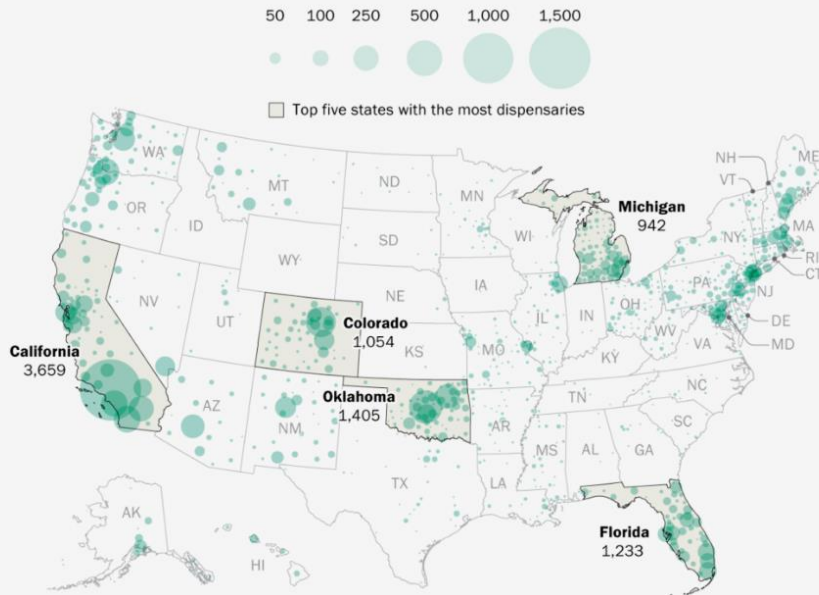 50 100 250 500 1,000 1,500
Top five states with the most dispensaries
WA
MT
ND
MN
OR
ID
WY
SD
WI
Michigan
942
NH
VT
ME
NY
MA
RI
CT
NV
UT
Colorado
1,054
NE
IA
IL
IN
OH
PA
NJ
DE
MD
WV
VA
California
3,659
KS
MO
KY
AZ
NM
Oklahoma
1,405
AR
TN
NC
SC
TX
LA
MS
AL
GA
Florida
1,233
AK
HI